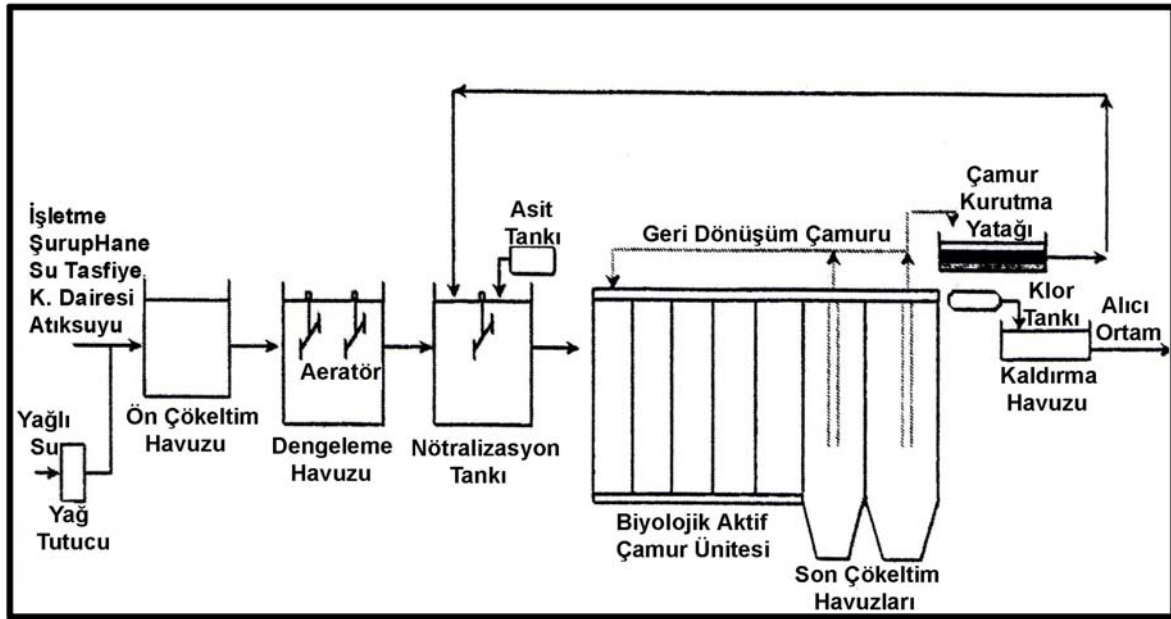 İşletme
ŞurupHane
Su Tasfiye
K. Dairesi
Atıksuyu
Yağlı
Su
Yağ
Tutucu
Ön Çökeltim
Havuzu
Aeratör
Dengeleme
Havuzu
Asit
Tankı
Nötralizasyon
Tankı
Geri Dönüşüm Çamuru
Biyolojik Aktif
Çamur Ünitesi
Son Çökeltim
Havuzları
Çamur
Kurutma
Yatağı
Klor
Tankı
Alıcı
Ortam
Kaldırma
Havuzu